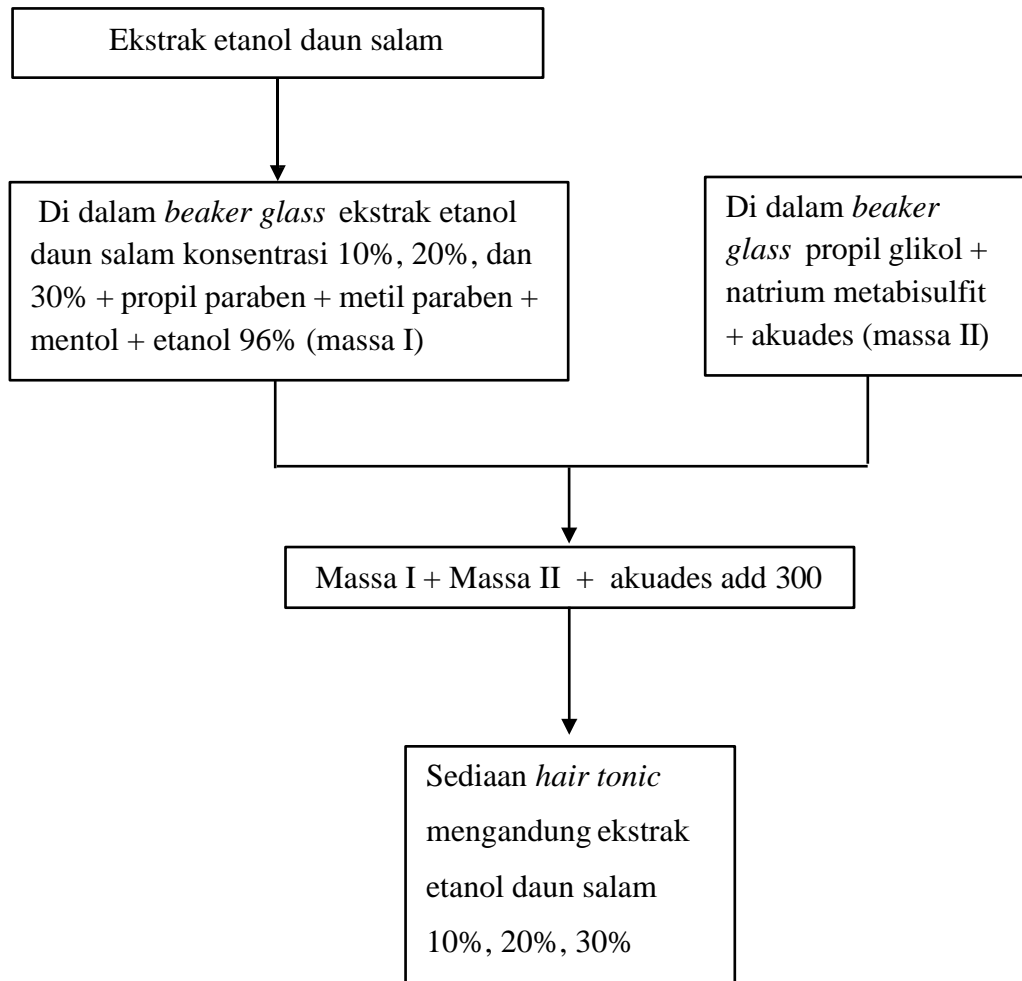 Ekstrak etanol daun salam
Di dalam beaker glass ekstrak etanol
daun salam konsentrasi 10%, 20%, dan
30% + propil paraben + metil paraben +
mentol + etanol 96% (massa I)
Di dalam beaker
glass propil glikol +
natrium metabisulfit
+ akuades (massa II)
Massa I + Massa II + akuades add 300
Sediaan hair tonic
mengandung ekstrak
etanol daun salam
10%, 20%, 30%